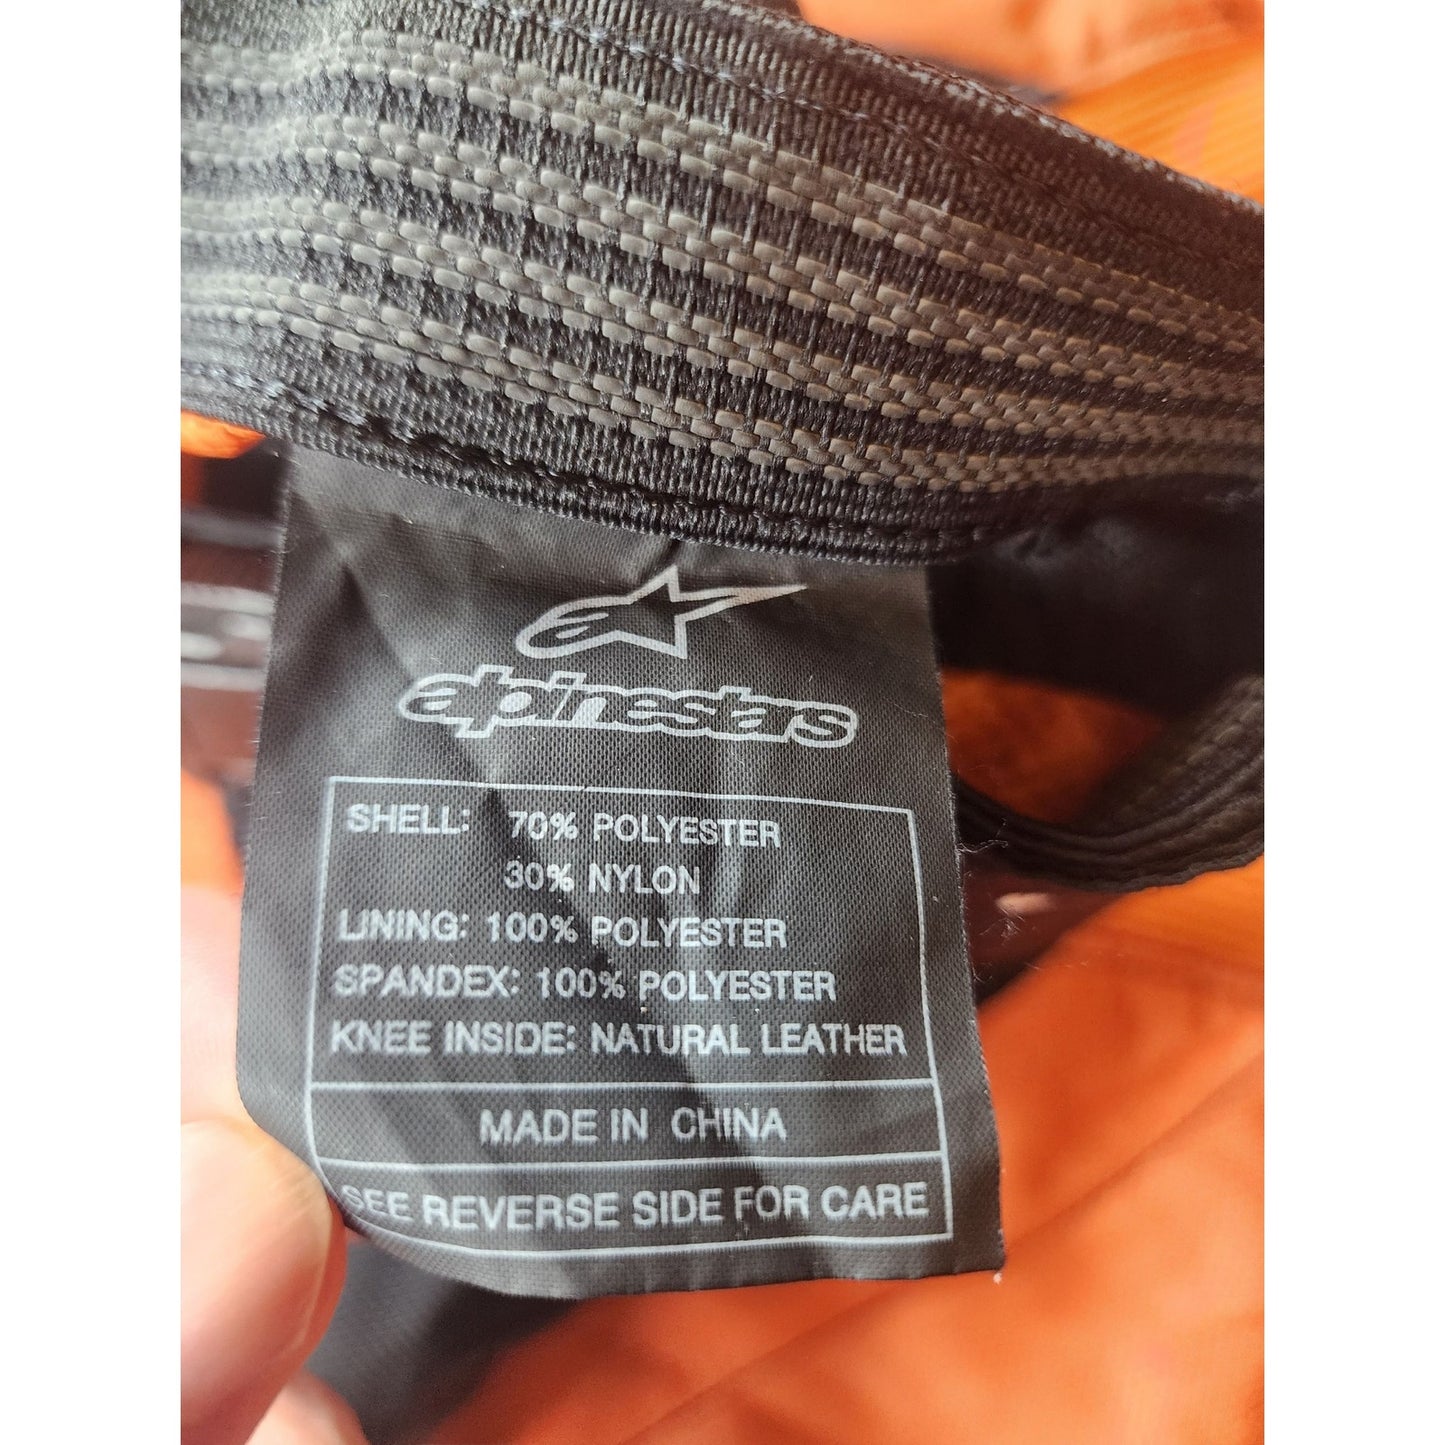 alpinestars
SHELL: 70% POLYESTER
30% NYLON
LINING: 100% POLYESTER
SPANDEX: 100% POLYESTER
KNEE INSIDE: NATURAL LEATHER
MADE IN CHINA
SEE REVERSE SIDE FOR CARE